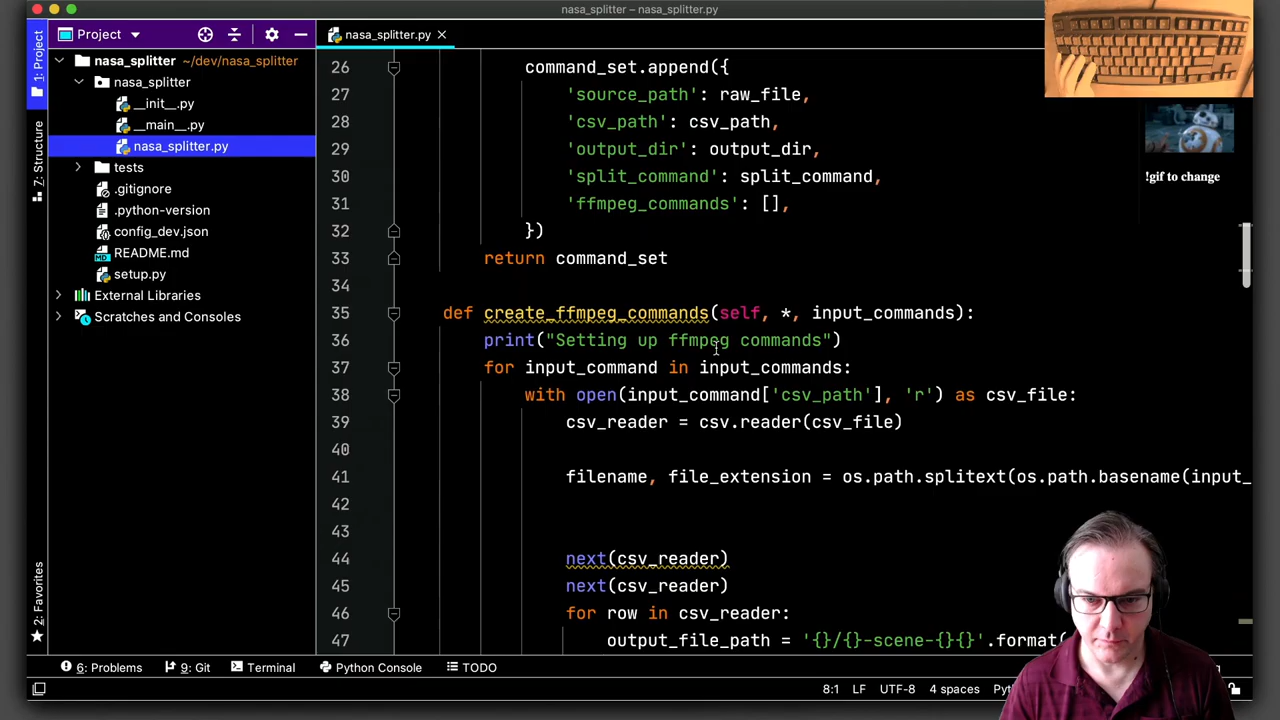 nasa_splitter – nasa_splitter.py
1: Project
7: Structure
2: Favorites
Project
nasa_splitter ~/dev/nasa_splitter
nasa_splitter
__init__.py
__main__.py
nasa_splitter.py
tests
.gitignore
.python-version
config_dev.json
README.md
setup.py
External Libraries
Scratches and Consoles
nasa_splitter.py
26 command_set.append({
27 'source_path': raw_file,
28 'csv_path': csv_path,
29 'output_dir': output_dir,
30 'split_command': split_command,
31 'ffmpeg_commands': [],
32 })
33 return command_set
34
35 def create_ffmpeg_commands(self, *, input_commands):
36 print("Setting up ffmpeg commands")
37 for input_command in input_commands:
38 with open(input_command['csv_path'], 'r') as csv_file:
39 csv_reader = csv.reader(csv_file)
40
41 filename, file_extension = os.path.splitext(os.path.basename(input_
42
43
44 next(csv_reader)
45 next(csv_reader)
46 for row in csv_reader:
47 output_file_path = '{}/{}-scene-{}{}'.format(
!gif to change
6: Problems
9: Git
Terminal
Python Console
TODO
8:1 LF UTF-8 4 spaces